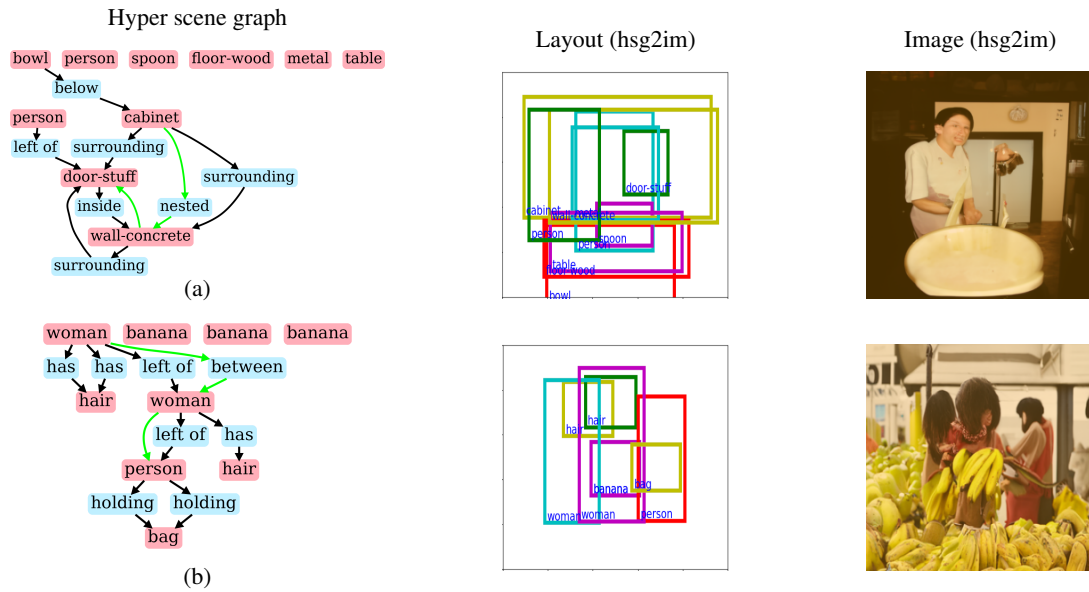 Hyper scene graph
Layout (hsg2im)
Image (hsg2im)
bowl person spoon floor-wood metal table
below
person cabinet
left of surrounding
door-stuff surrounding
inside nested
wall-concrete
surrounding
(a)
door-stuff
cabinet metal
wall-concrete
person spoon
person
table
floor-wood
bowl
woman banana banana banana
has has left of between
hair woman
left of has
person hair
holding holding
bag
(b)
hair
hair
bag
banana
woman woman person